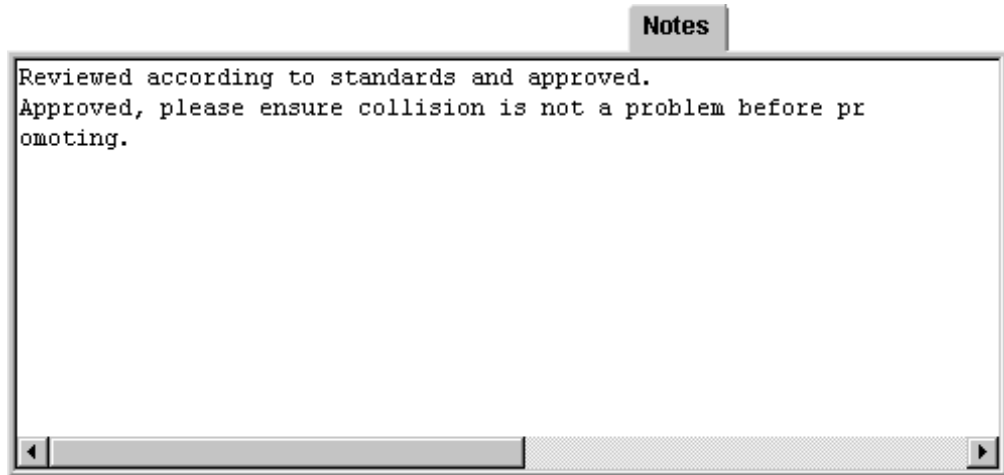 Notes
Reviewed according to standards and approved.
Approved, please ensure collision is not a problem before pr
omoting.